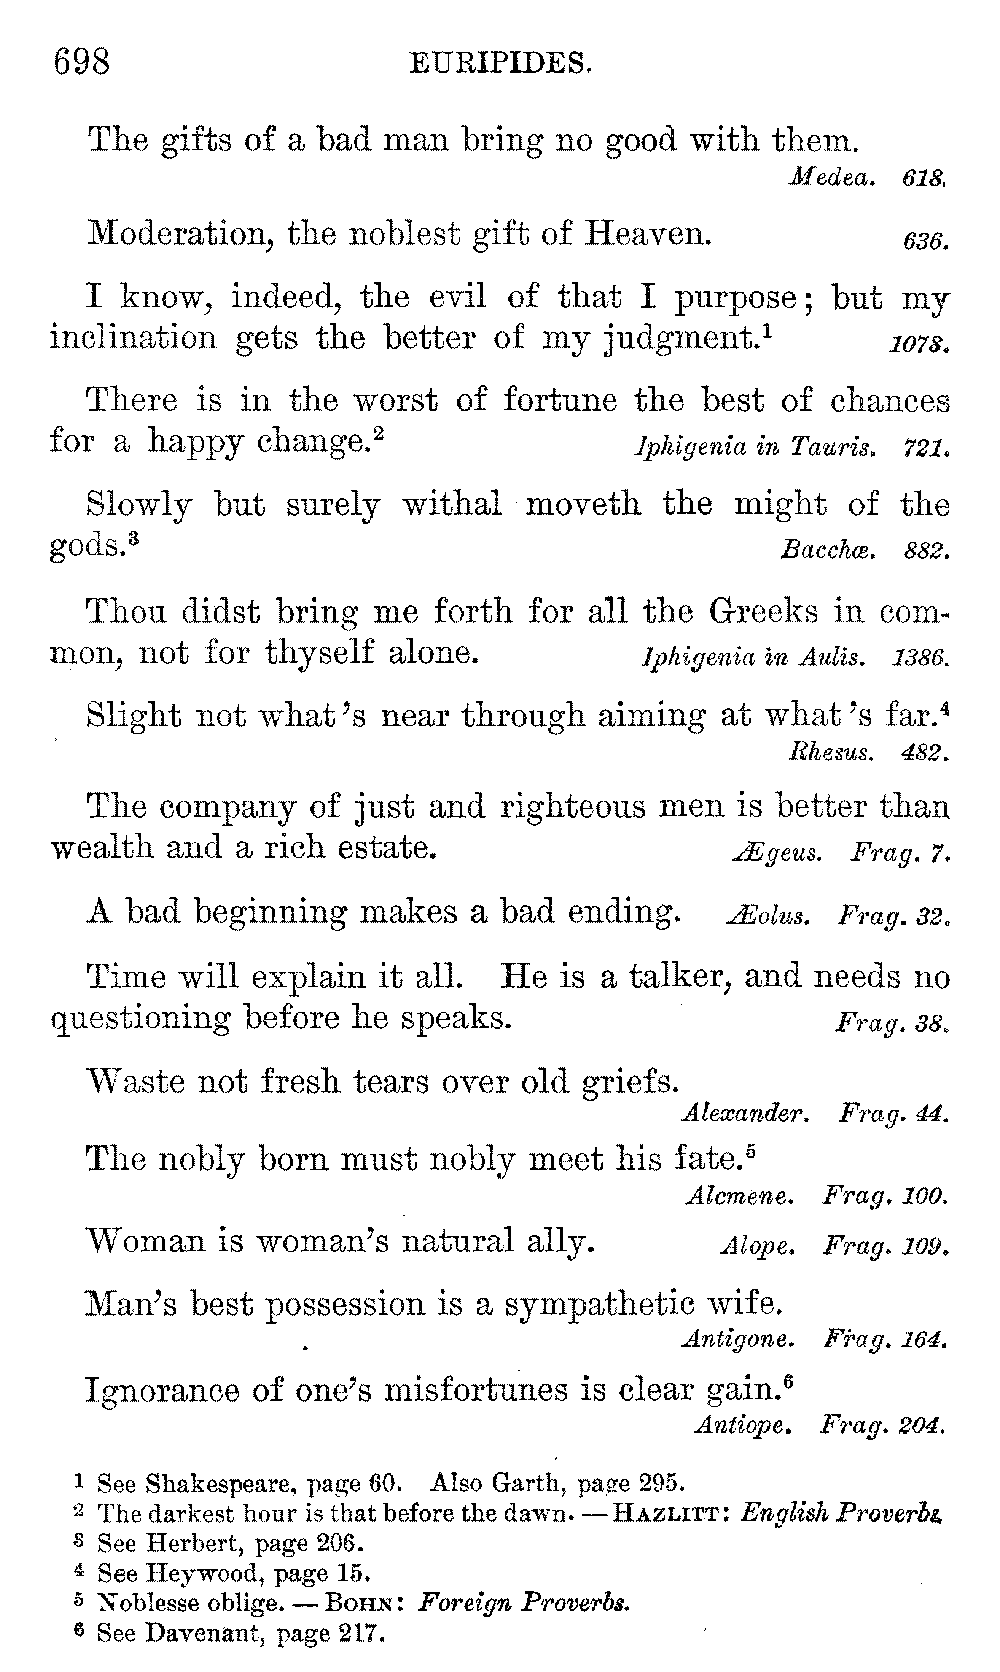 698 EURIPIDES.
The gifts of a bad man bring no good with them.
Medea. 618.
Moderation, the noblest gift of Heaven. 636.
I know, indeed, the evil of that I purpose; but my
inclination gets the better of my judgment.¹ 1078.
There is in the worst of fortune the best of chances
for a happy change.² Iphigenia in Tauris. 721.
Slowly but surely withal moveth the might of the
gods.³ Bacchæ. 882.
Thou didst bring me forth for all the Greeks in com-
mon, not for thyself alone. Iphigenia in Aulis. 1386.
Slight not what's near through aiming at what's far.⁴
Rhesus. 482.
The company of just and righteous men is better than
wealth and a rich estate. Ægeus. Frag. 7.
A bad beginning makes a bad ending. Æolus. Frag. 32.
Time will explain it all. He is a talker, and needs no
questioning before he speaks. Frag. 38.
Waste not fresh tears over old griefs.
Alexander. Frag. 44.
The nobly born must nobly meet his fate.⁵
Alcmene. Frag. 100.
Woman is woman's natural ally. Alope. Frag. 109.
Man's best possession is a sympathetic wife.
Antigone. Frag. 164.
Ignorance of one's misfortunes is clear gain.⁶
Antiope. Frag. 204.
1 See Shakespeare, page 60. Also Garth, page 295.
2 The darkest hour is that before the dawn. — HAZLITT: English Proverbs.
3 See Herbert, page 206.
4 See Heywood, page 15.
5 Noblesse oblige. — BOHN: Foreign Proverbs.
6 See Davenant, page 217.